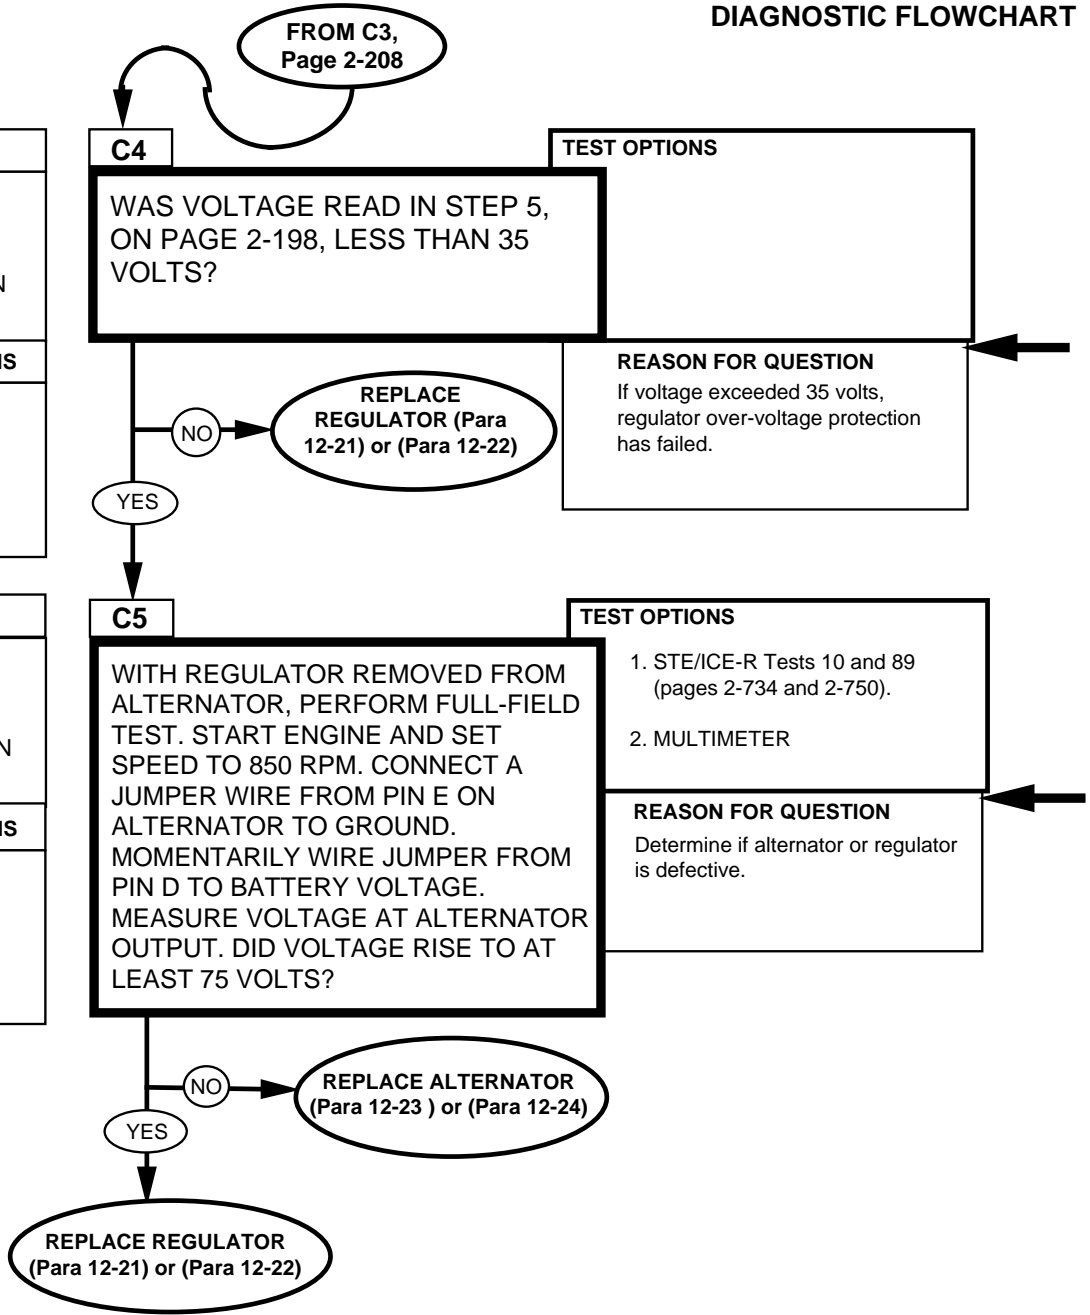 DIAGNOSTIC FLOWCHART
FROM C3,
Page 2-208
C4
TEST OPTIONS
WAS VOLTAGE READ IN STEP 5,
ON PAGE 2-198, LESS THAN 35
VOLTS?
N
NS
REASON FOR QUESTION
If voltage exceeded 35 volts,
regulator over-voltage protection
has failed.
NO
REPLACE
REGULATOR (Para
12-21) or (Para 12-22)
YES
C5
TEST OPTIONS
1. STE/ICE-R Tests 10 and 89
(pages 2-734 and 2-750).
2. MULTIMETER
WITH REGULATOR REMOVED FROM
ALTERNATOR, PERFORM FULL-FIELD
TEST. START ENGINE AND SET
SPEED TO 850 RPM. CONNECT A
JUMPER WIRE FROM PIN E ON
ALTERNATOR TO GROUND.
MOMENTARILY WIRE JUMPER FROM
PIN D TO BATTERY VOLTAGE.
MEASURE VOLTAGE AT ALTERNATOR
OUTPUT. DID VOLTAGE RISE TO AT
LEAST 75 VOLTS?
N
NS
REASON FOR QUESTION
Determine if alternator or regulator
is defective.
NO
REPLACE ALTERNATOR
(Para 12-23 ) or (Para 12-24)
YES
REPLACE REGULATOR
(Para 12-21) or (Para 12-22)